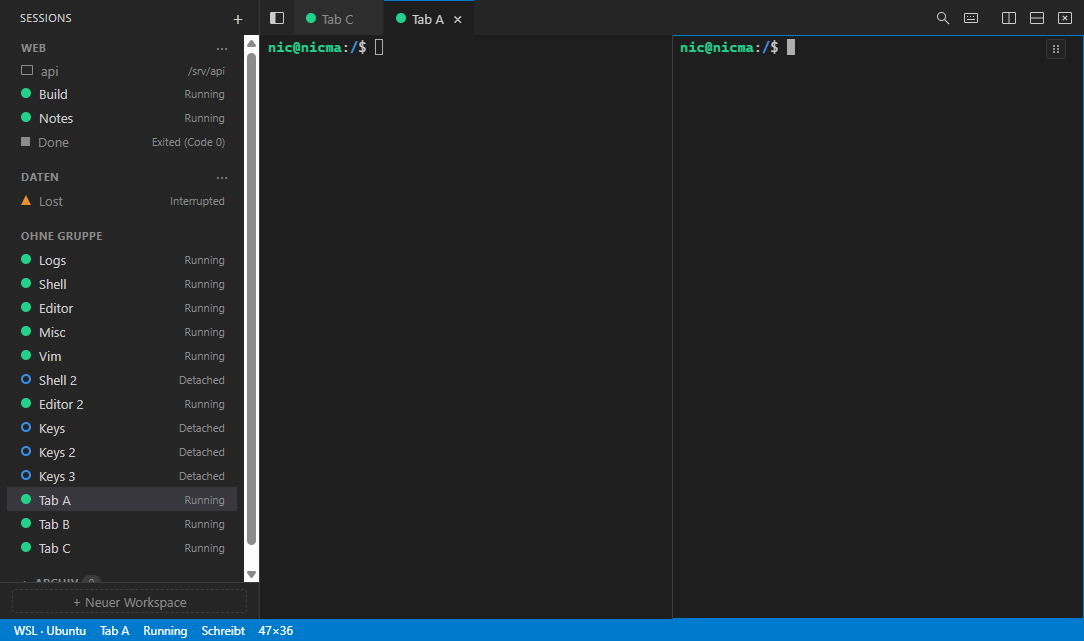 SESSIONS +
WEB ...
api /srv/api
Build Running
Notes Running
Done Exited (Code 0)
DATEN ...
Lost Interrupted
OHNE GRUPPE
Logs Running
Shell Running
Editor Running
Misc Running
Vim Running
Shell 2 Detached
Editor 2 Running
Keys Detached
Keys 2 Detached
Keys 3 Detached
Tab A Running
Tab B Running
Tab C Running
ARCHIV
+ Neuer Workspace
Tab C
Tab A ×
nic@nicma:/$
nic@nicma:/$
WSL · Ubuntu Tab A Running Schreibt 47×36